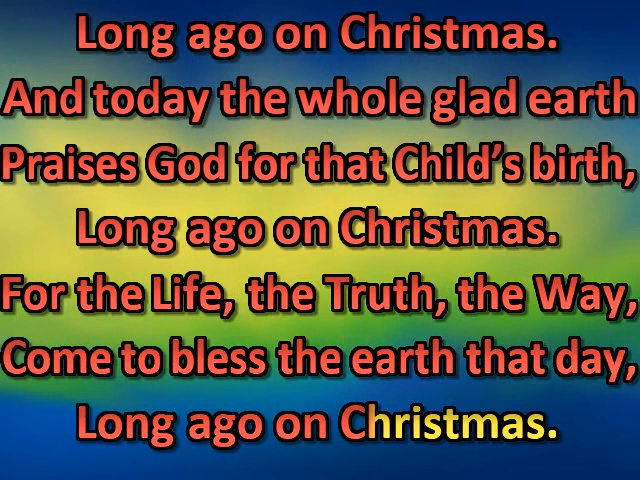 Long ago on Christmas.
And today the whole glad earth
Praises God for that Child’s birth,
Long ago on Christmas.
For the Life, the Truth, the Way,
Come to bless the earth that day,
Long ago on Christmas.